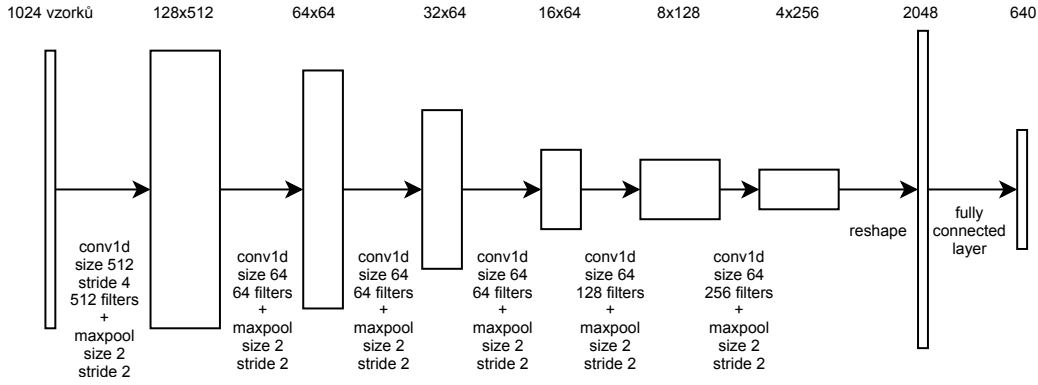 1024 vzorků
128x512
64x64
32x64
16x64
8x128
4x256
2048
640
conv1d
size 512
stride 4
512 filters
+
maxpool
size 2
stride 2
conv1d
size 64
64 filters
+
maxpool
size 2
stride 2
conv1d
size 64
64 filters
+
maxpool
size 2
stride 2
conv1d
size 64
64 filters
+
maxpool
size 2
stride 2
conv1d
size 64
128 filters
+
maxpool
size 2
stride 2
conv1d
size 64
256 filters
+
maxpool
size 2
stride 2
reshape
fully
connected
layer